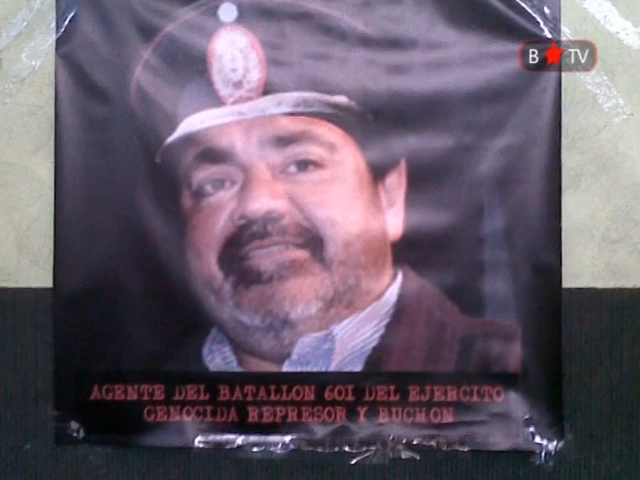 B TV
AGENTE DEL BATALLON 601 DEL EJERCITO
GENOCIDA REPRESOR Y BUCHON